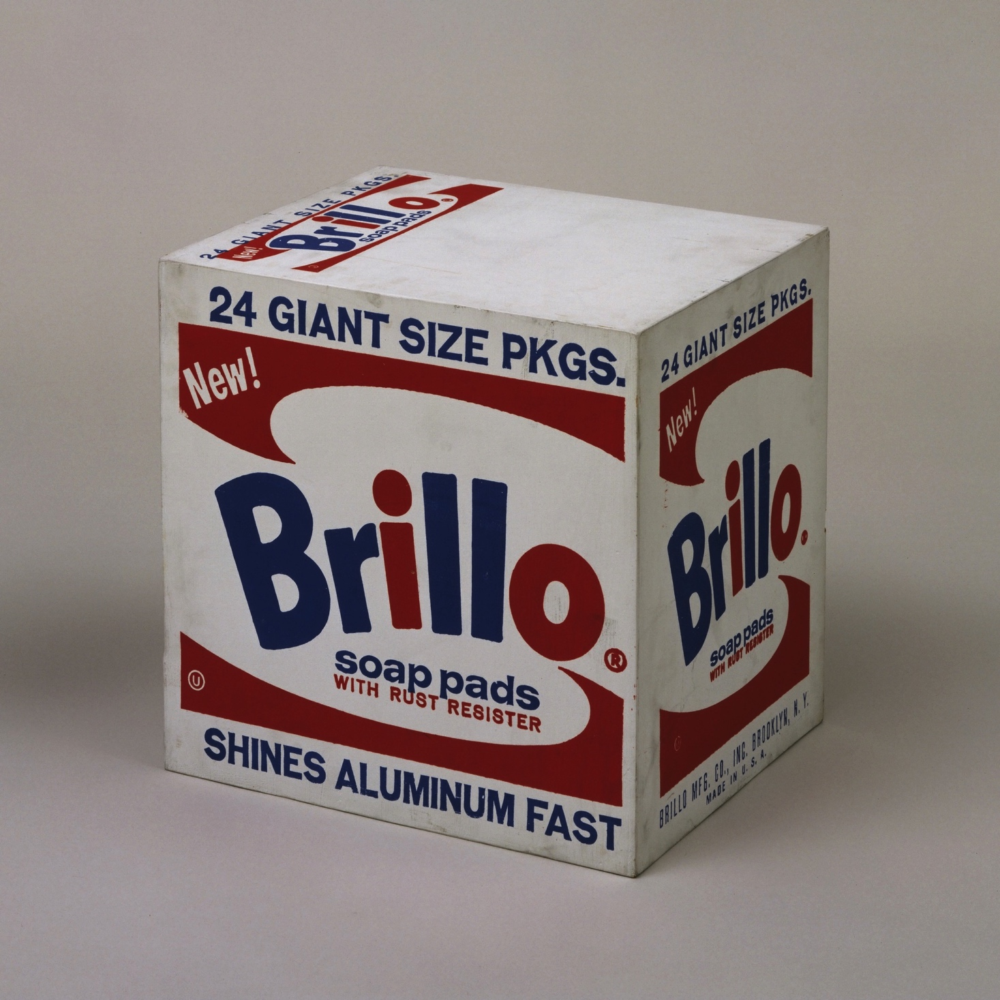 24 GIANT SIZE PKGS.
New!
Brillo®
soap pads
24 GIANT SIZE PKGS.
New!
Brillo®
soap pads
WITH RUST RESISTER
U
SHINES ALUMINUM FAST
24 GIANT SIZE PKGS.
New!
Brillo®
soap pads
WITH RUST RESISTER
U
BRILLO MFG. CO., INC. BROOKLYN, N. Y.
MADE IN U. S. A.